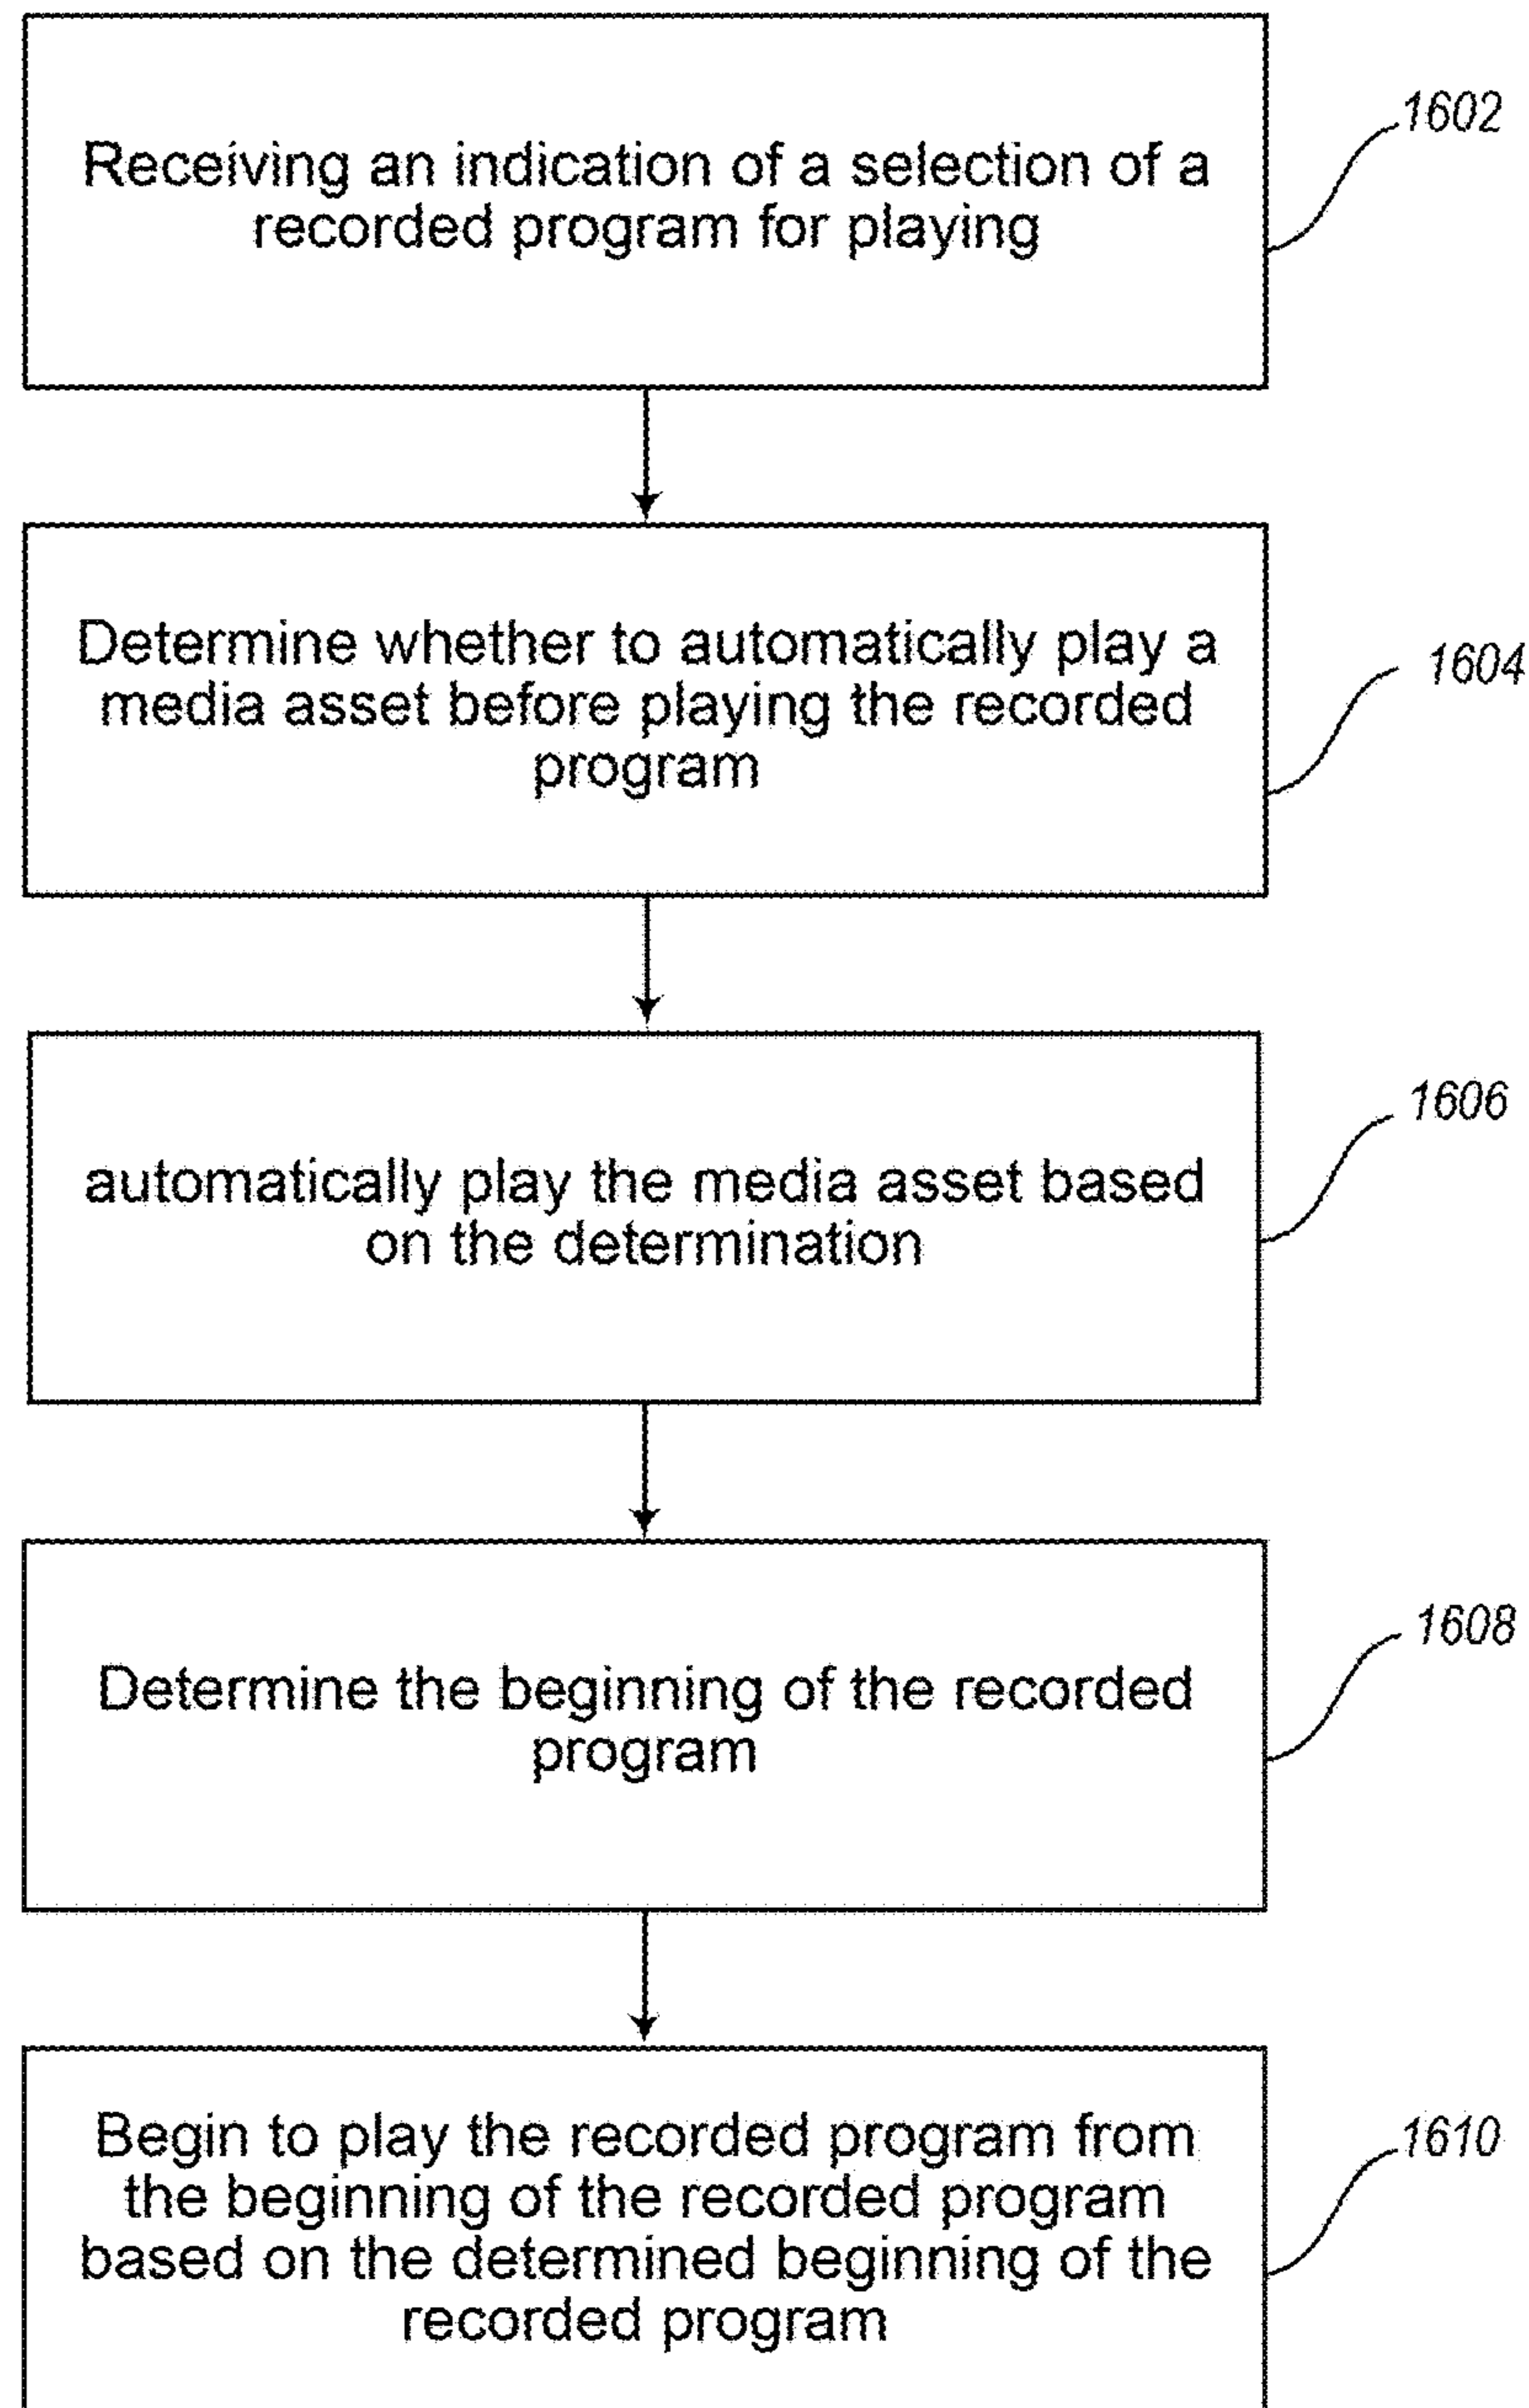 Receiving an indication of a selection of a
recorded program for playing
1602
Determine whether to automatically play a
media asset before playing the recorded
program
1604
automatically play the media asset based
on the determination
1606
Determine the beginning of the recorded
program
1608
Begin to play the recorded program from
the beginning of the recorded program
based on the determined beginning of the
recorded program
1610